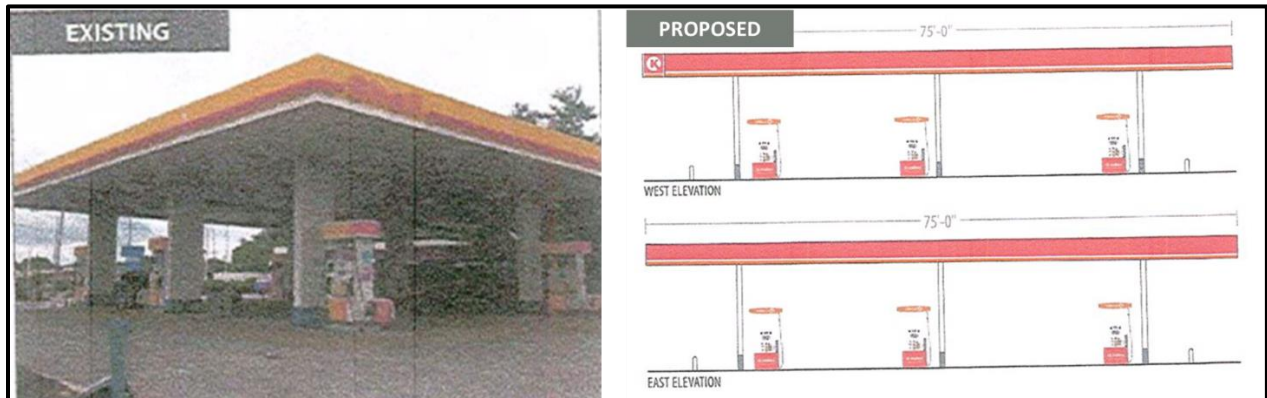 EXISTING
PROPOSED
75'-0"
K
WEST ELEVATION
75'-0"
EAST ELEVATION